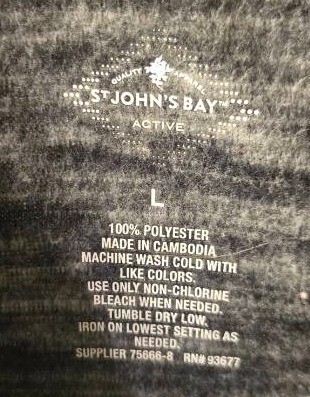 QUALITY APPAREL
ST JOHN'S BAY™
ACTIVE
L
100% POLYESTER
MADE IN CAMBODIA
MACHINE WASH COLD WITH
LIKE COLORS.
USE ONLY NON-CHLORINE
BLEACH WHEN NEEDED.
TUMBLE DRY LOW.
IRON ON LOWEST SETTING AS
NEEDED.
SUPPLIER 75666-8 RN# 93677